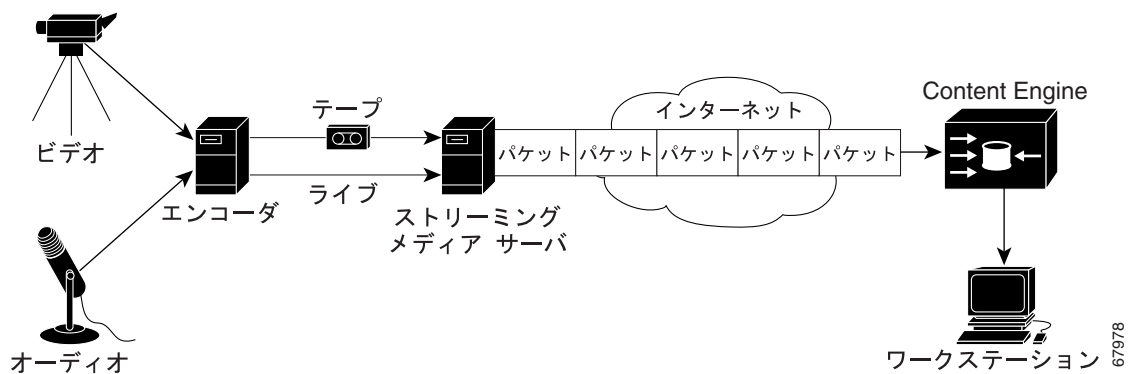 ビデオ
オーディオ
エンコーダ
テープ
ライブ
ストリーミング
メディア サーバ
インターネット
パケット パケット パケット パケット パケット
Content Engine
ワークステーション
67978